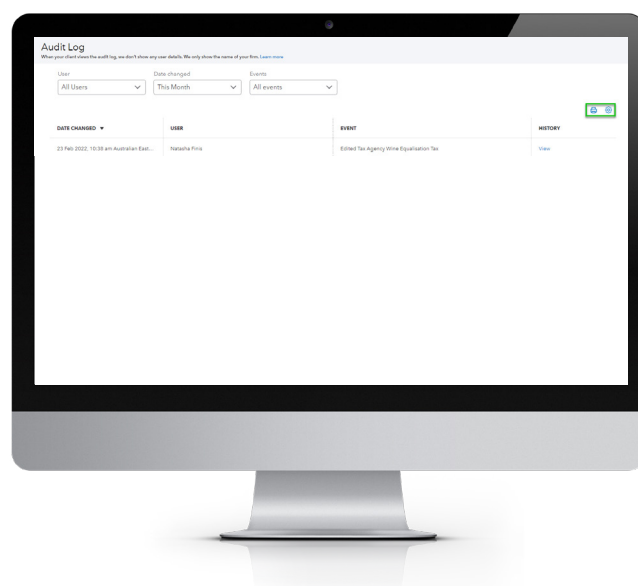 Audit Log
When your client views the audit log, we don't show any user details. We only show the name of your firm. Learn more
User Date changed Events
All Users This Month All events
DATE CHANGED ▼ USER EVENT HISTORY
23 Feb 2022, 10:38 am Australian East... Natasha Finis Edited Tax Agency Wine Equalisation Tax View